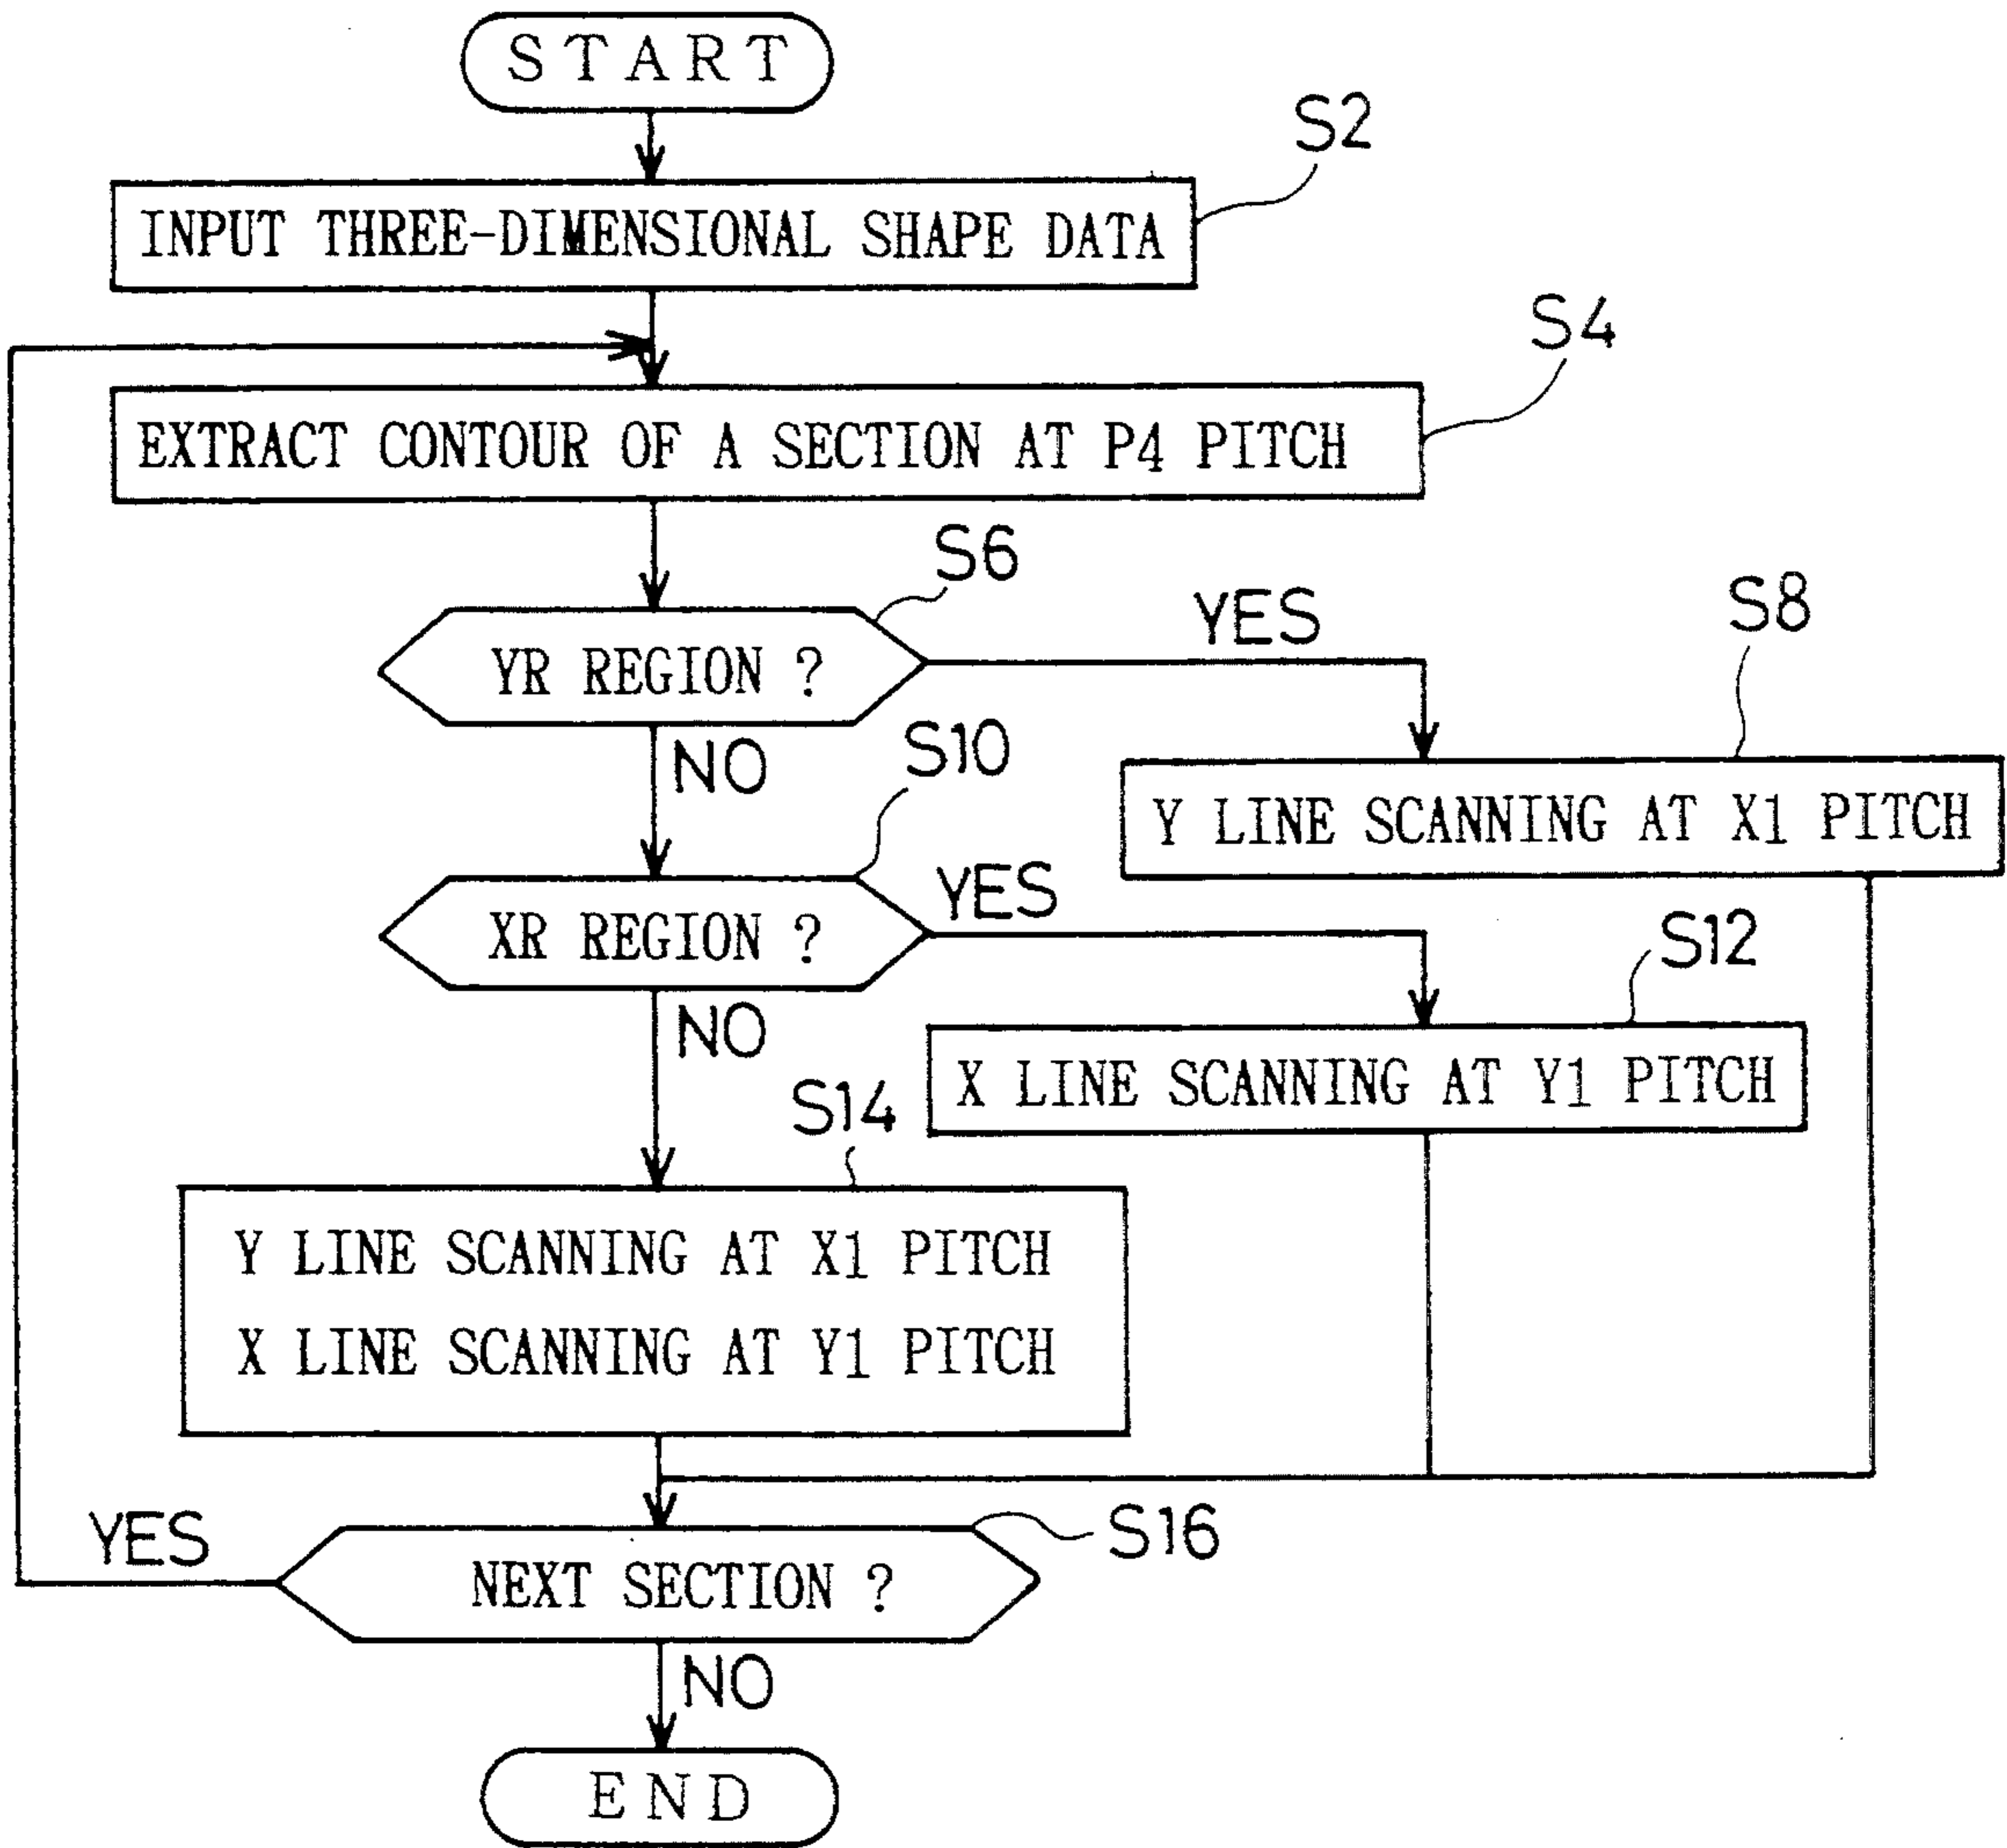 START
S2
INPUT THREE-DIMENSIONAL SHAPE DATA
S4
EXTRACT CONTOUR OF A SECTION AT P4 PITCH
S6
YES
S8
YR REGION ?
NO
S10
Y LINE SCANNING AT X1 PITCH
YES
XR REGION ?
S12
NO
X LINE SCANNING AT Y1 PITCH
S14
Y LINE SCANNING AT X1 PITCH
X LINE SCANNING AT Y1 PITCH
S16
YES
NEXT SECTION ?
NO
END